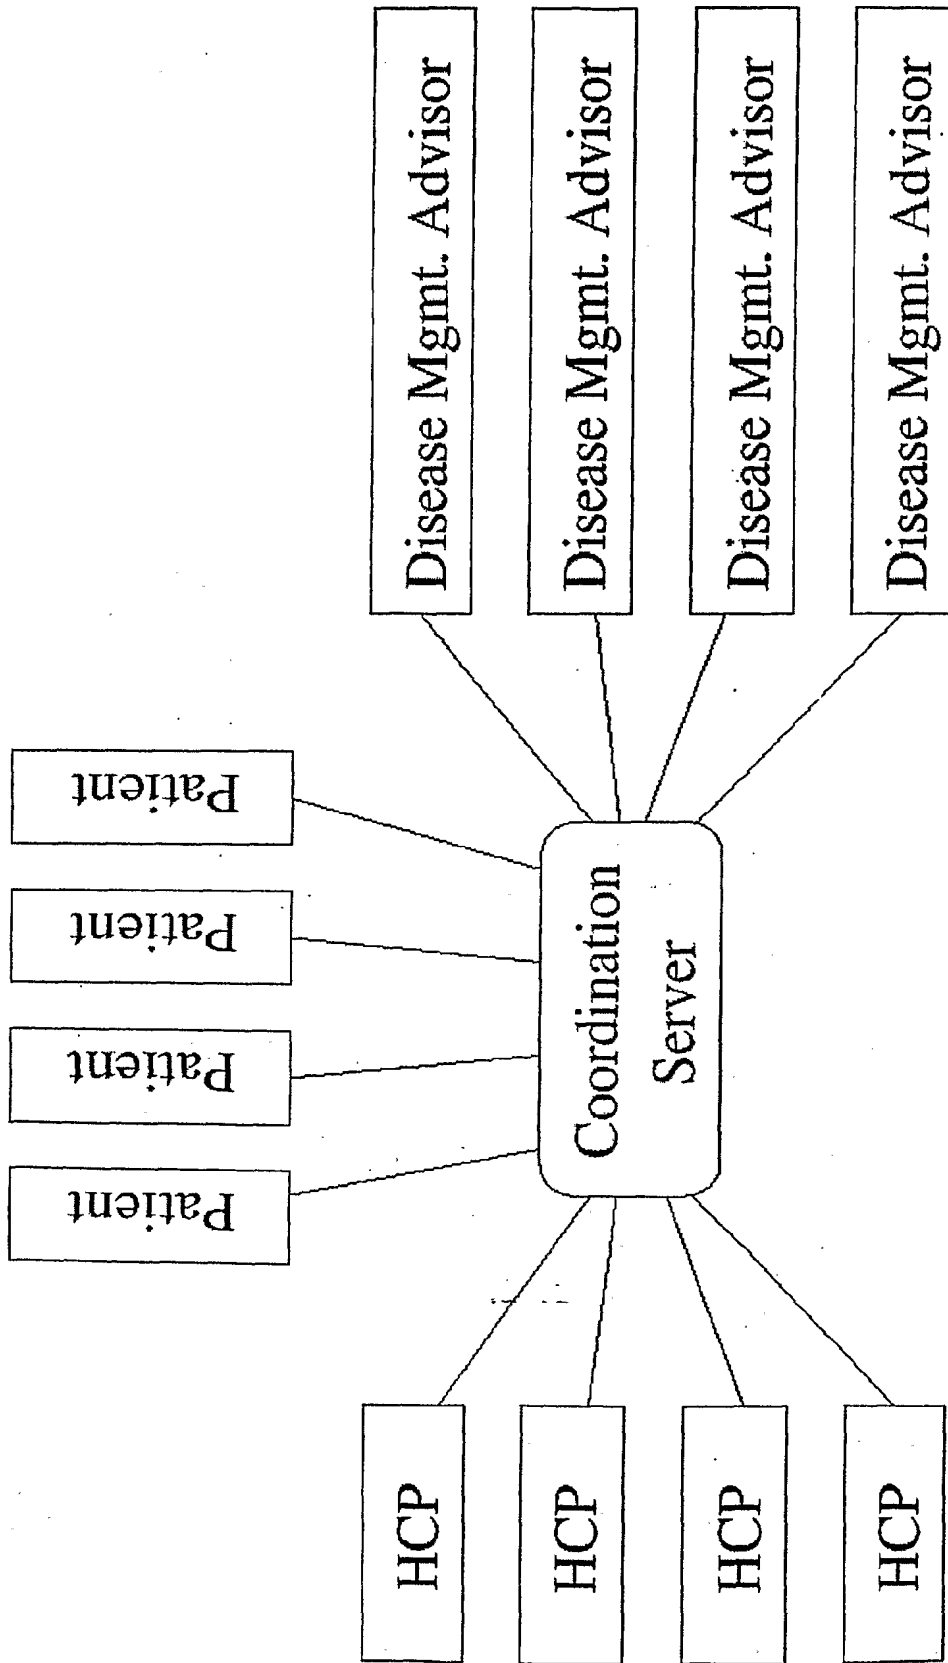 Patient
Patient
Patient
Patient
HCP
HCP
HCP
HCP
Coordination
Server
Disease Mgmt. Advisor
Disease Mgmt. Advisor
Disease Mgmt. Advisor
Disease Mgmt. Advisor